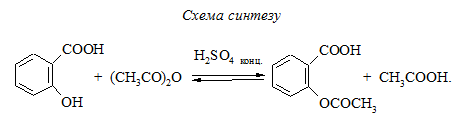 Схема синтезу
COOH
OH
+ (CH₃CO)₂O
H₂SO₄ конц.
COOH
OCOCH₃
+ CH₃COOH.